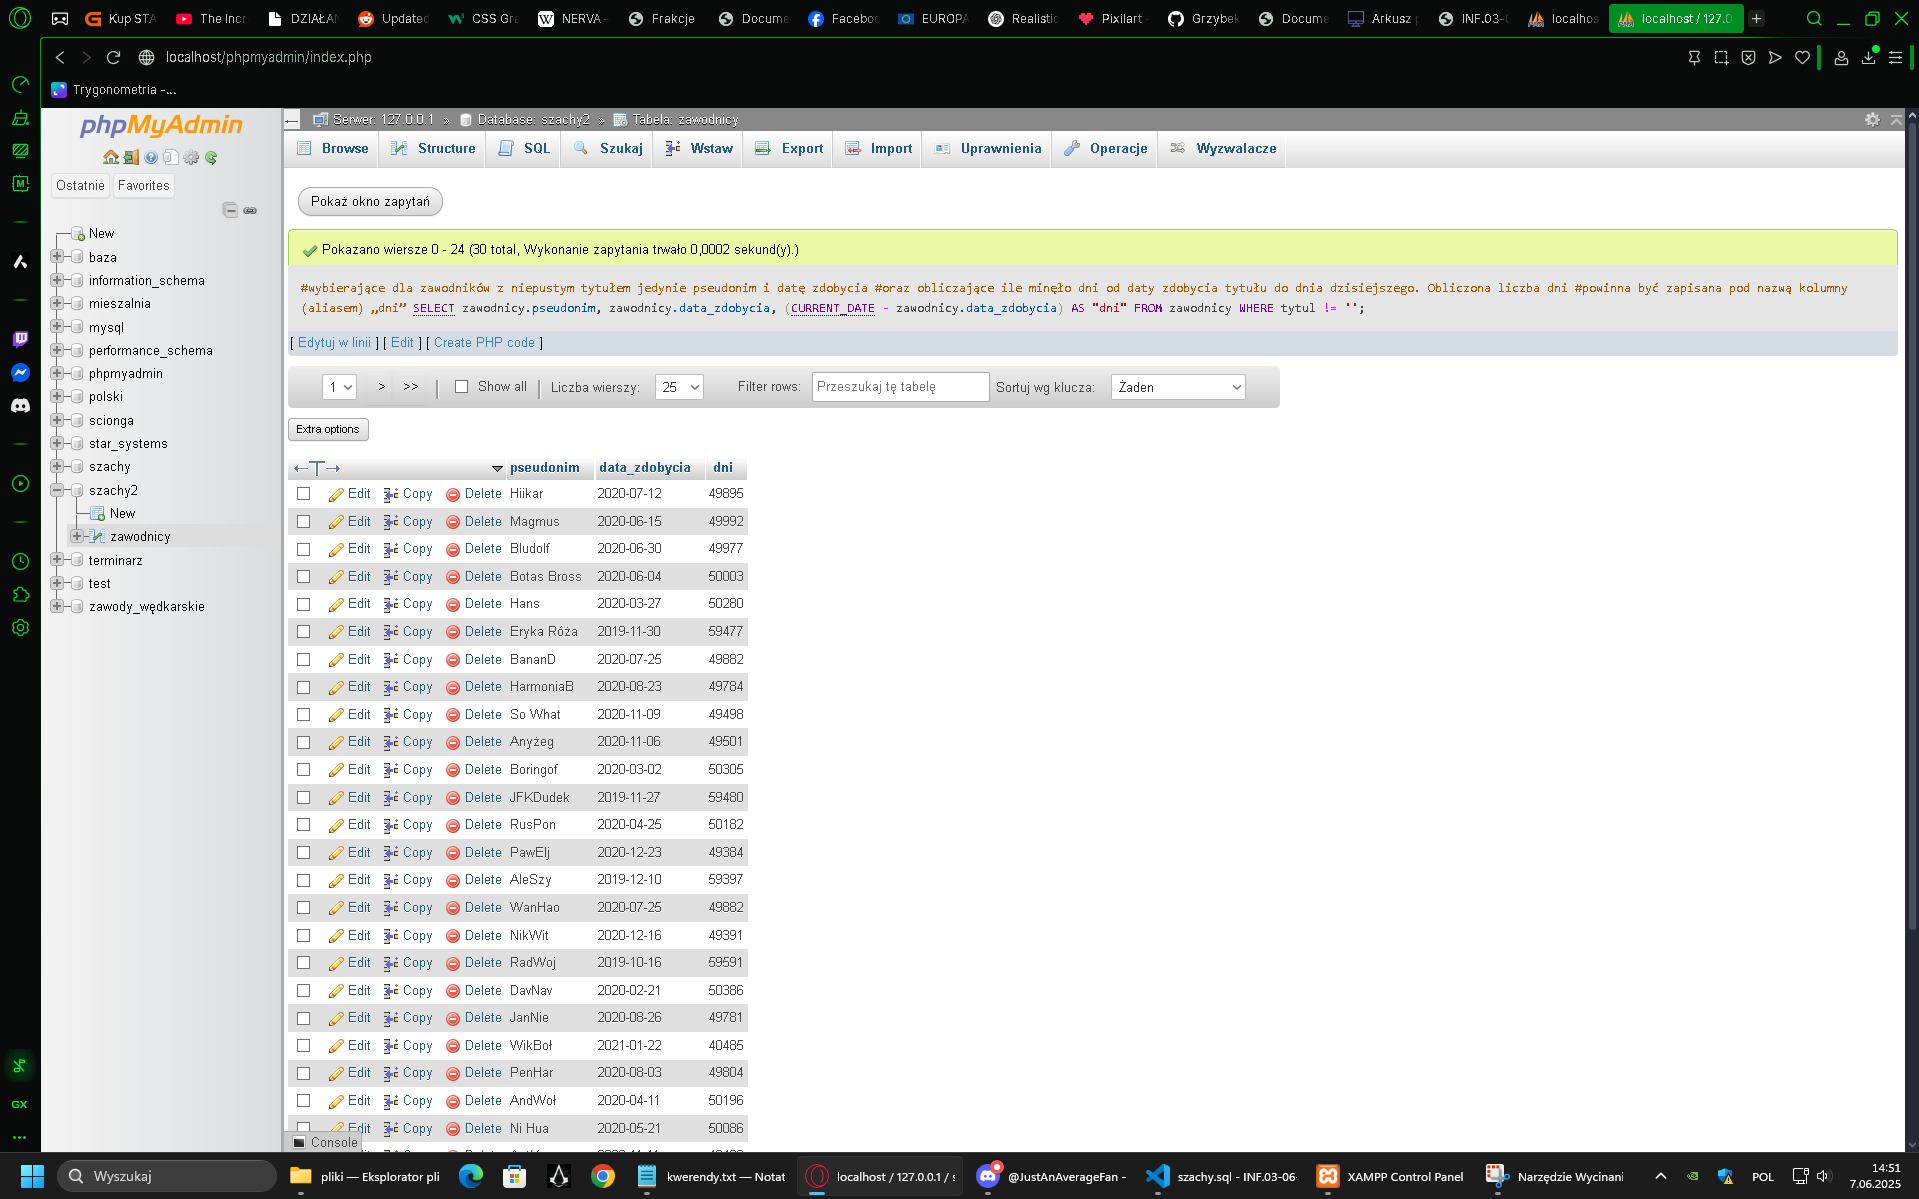 Kup STA
The Incr
DZIAŁAN
Updated
CSS Gra
NERVA -
Frakcje
Docume
Facebo
EUROPA
Realistic
Pixilart -
Grzybek
Docume
Arkusz
INF.03-0
localhos
localhost / 127.0
localhost/phpmyadmin/index.php
Trygonometria -...
phpMyAdmin
Ostatnie Favorites
New
baza
information_schema
mieszalnia
mysql
performance_schema
phpmyadmin
polski
scionga
star_systems
szachy
szachy2
New
zawodnicy
terminarz
test
zawody_wędkarskie
Serwer: 127.0.0.1 » Database: szachy2 » Tabela: zawodnicy
Browse Structure SQL Szukaj Wstaw Export Import Uprawnienia Operacje Wyzwalacze
Pokaż okno zapytań
Pokazano wiersze 0 - 24 (30 total, Wykonanie zapytania trwało 0,0002 sekund(y).)
#wybierające dla zawodników z niepustym tytułem jedynie pseudonim i datę zdobycia #oraz obliczające ile minęło dni od daty zdobycia tytułu do dnia dzisiejszego. Obliczona liczba dni #powinna być zapisana pod nazwą kolumny
(aliasem) „dni” SELECT zawodnicy.pseudonim, zawodnicy.data_zdobycia, (CURRENT_DATE - zawodnicy.data_zdobycia) AS "dni" FROM zawodnicy WHERE tytul != '';
[ Edytuj w linii ] [ Edit ] [ Create PHP code ]
1 > >> | Show all | Liczba wierszy: 25 Filter rows: Przeszukaj tę tabelę Sortuj wg klucza: Żaden
Extra options
←T→ pseudonim data_zdobycia dni
Edit Copy Delete Hiikar 2020-07-12 49895
Edit Copy Delete Magmus 2020-06-15 49992
Edit Copy Delete Bludolf 2020-06-30 49977
Edit Copy Delete Botas Bross 2020-06-04 50003
Edit Copy Delete Hans 2020-03-27 50280
Edit Copy Delete Eryka Róża 2019-11-30 59477
Edit Copy Delete BananD 2020-07-25 49882
Edit Copy Delete HarmoniaB 2020-08-23 49784
Edit Copy Delete So What 2020-11-09 49498
Edit Copy Delete Anyżeg 2020-11-06 49501
Edit Copy Delete Boringof 2020-03-02 50305
Edit Copy Delete JFKDudek 2019-11-27 59480
Edit Copy Delete RusPon 2020-04-25 50182
Edit Copy Delete PawElj 2020-12-23 49384
Edit Copy Delete AleSzy 2019-12-10 59397
Edit Copy Delete WanHao 2020-07-25 49882
Edit Copy Delete NikWit 2020-12-16 49391
Edit Copy Delete RadWoj 2019-10-16 59591
Edit Copy Delete DavNav 2020-02-21 50386
Edit Copy Delete JanNie 2020-08-26 49781
Edit Copy Delete WikBoł 2021-01-22 40485
Edit Copy Delete PenHar 2020-08-03 49804
Edit Copy Delete AndWoł 2020-04-11 50196
Edit Copy Delete Ni Hua 2020-05-21 50086
Console
GX
Wyszukaj
pliki — Eksplorator pli
kwerendy.txt — Notat
localhost / 127.0.0.1 / s
@JustAnAverageFan -
szachy.sql - INF.03-06-
XAMPP Control Panel
Narzędzie Wycinani
POL
14:51
7.06.2025